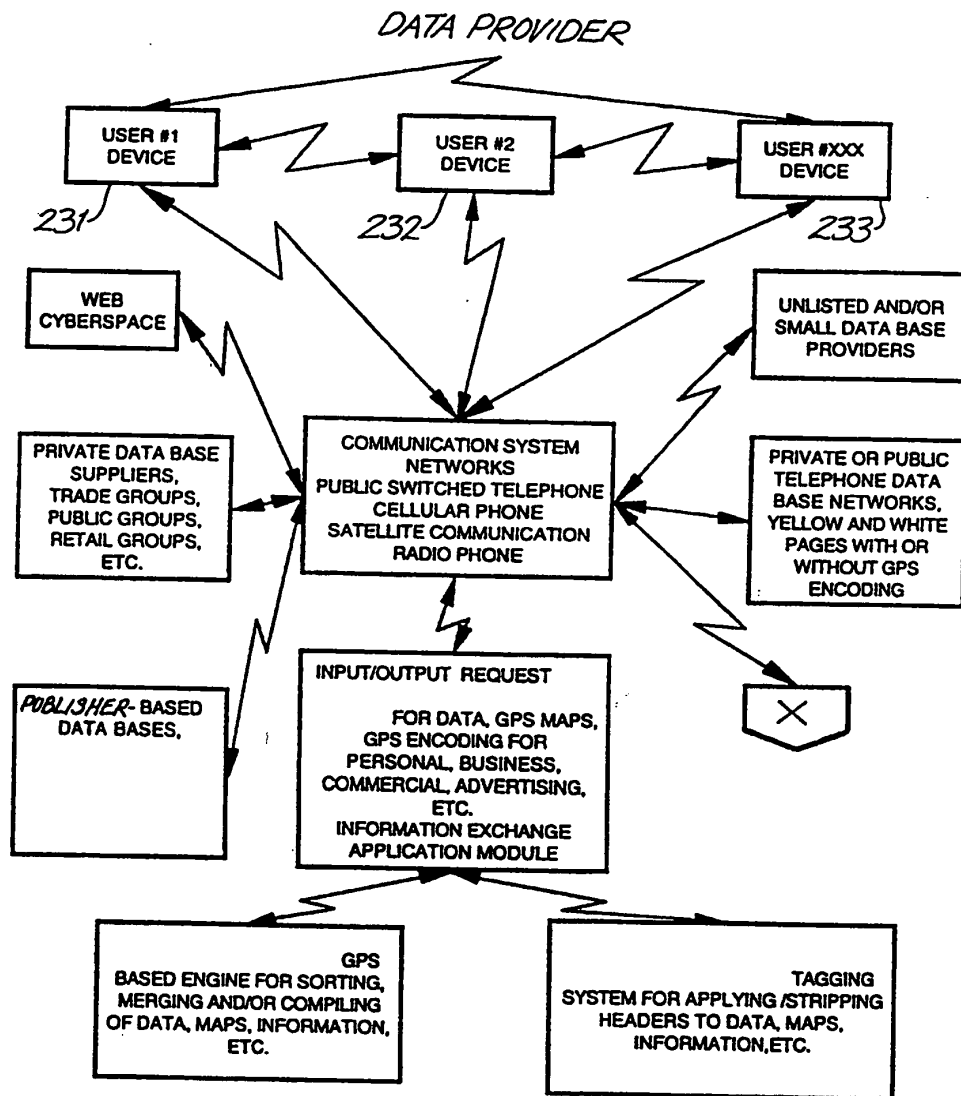 DATA PROVIDER
USER #1
DEVICE
USER #2
DEVICE
USER #XXX
DEVICE
231
232
233
WEB
CYBERSPACE
UNLISTED AND/OR
SMALL DATA BASE
PROVIDERS
PRIVATE DATA BASE
SUPPLIERS,
TRADE GROUPS,
PUBLIC GROUPS,
RETAIL GROUPS,
ETC.
COMMUNICATION SYSTEM
NETWORKS
PUBLIC SWITCHED TELEPHONE
CELLULAR PHONE
SATELLITE COMMUNICATION
RADIO PHONE
PRIVATE OR PUBLIC
TELEPHONE DATA
BASE NETWORKS,
YELLOW AND WHITE
PAGES WITH OR
WITHOUT GPS
ENCODING
POBLISHER- BASED
DATA BASES,
INPUT/OUTPUT REQUEST
FOR DATA, GPS MAPS,
GPS ENCODING FOR
PERSONAL, BUSINESS,
COMMERCIAL, ADVERTISING,
ETC.
INFORMATION EXCHANGE
APPLICATION MODULE
X
GPS
BASED ENGINE FOR SORTING,
MERGING AND/OR COMPILING
OF DATA, MAPS, INFORMATION,
ETC.
TAGGING
SYSTEM FOR APPLYING /STRIPPING
HEADERS TO DATA, MAPS,
INFORMATION,ETC.